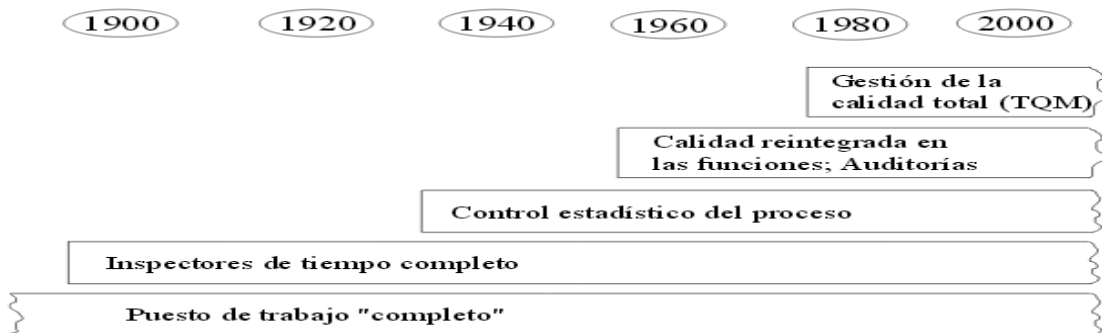 1900 1920 1940 1960 1980 2000
Gestión de la
calidad total (TQM)
Calidad reintegrada en
las funciones; Auditorías
Control estadístico del proceso
Inspectores de tiempo completo
Puesto de trabajo "completo"